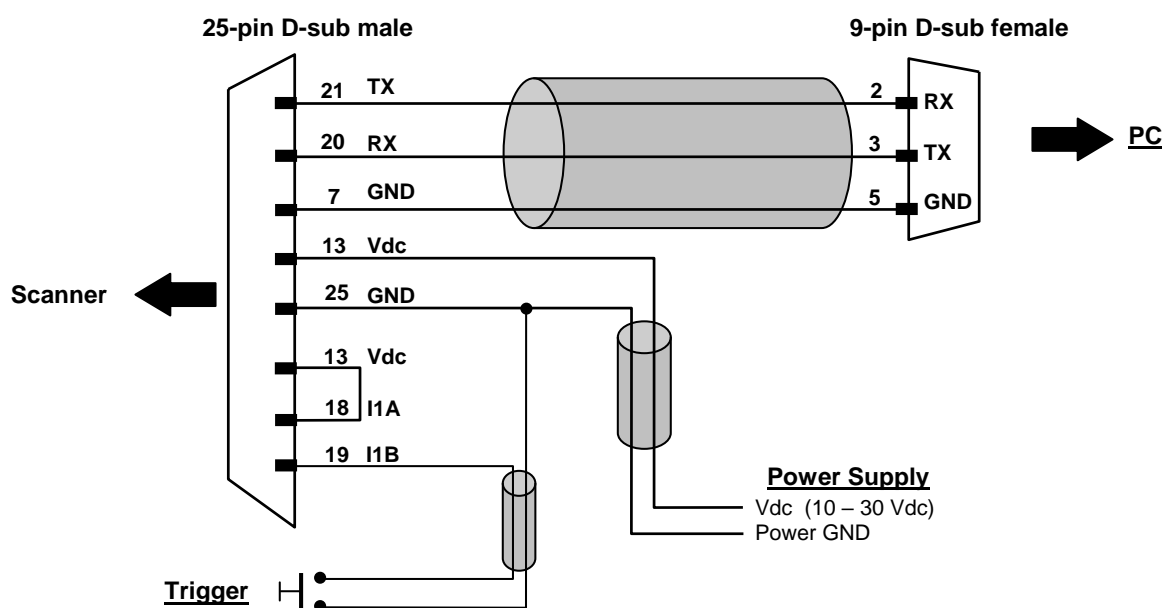 25-pin D-sub male
9-pin D-sub female
21 TX
2 RX
20 RX
3 TX
PC
7 GND
5 GND
13 Vdc
Scanner
25 GND
13 Vdc
18 I1A
19 I1B
Power Supply
Vdc (10 – 30 Vdc)
Power GND
Trigger